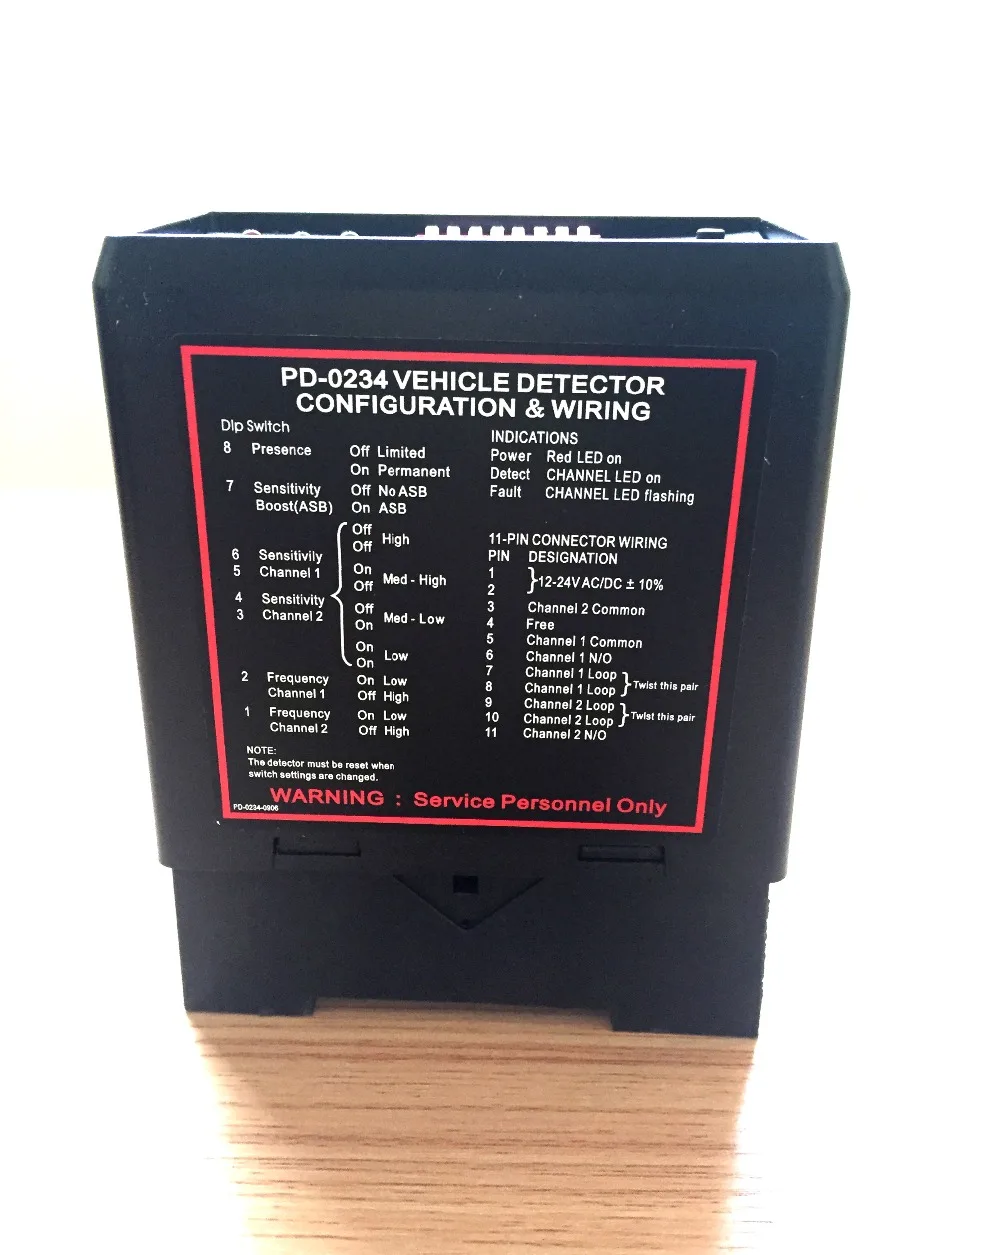 PD-0234 VEHICLE DETECTOR
CONFIGURATION & WIRING
Dip Switch
8 Presence Off Limited
On Permanent
7 Sensitivity Off No ASB
Boost(ASB) On ASB
Off
Off High
6 Sensitivity
5 Channel 1
On
Off Med - High
4 Sensitivity
3 Channel 2
Off
On Med - Low
On
On Low
2 Frequency On Low
Channel 1 Off High
1 Frequency On Low
Channel 2 Off High
NOTE:
The detector must be reset when
switch settings are changed.
INDICATIONS
Power Red LED on
Detect CHANNEL LED on
Fault CHANNEL LED flashing
11-PIN CONNECTOR WIRING
PIN DESIGNATION
1
2 12-24V AC/DC ± 10%
3 Channel 2 Common
4 Free
5 Channel 1 Common
6 Channel 1 N/O
7 Channel 1 Loop
8 Channel 1 Loop Twist this pair
9 Channel 2 Loop
10 Channel 2 Loop Twist this pair
11 Channel 2 N/O
WARNING : Service Personnel Only
PD-0234-0906